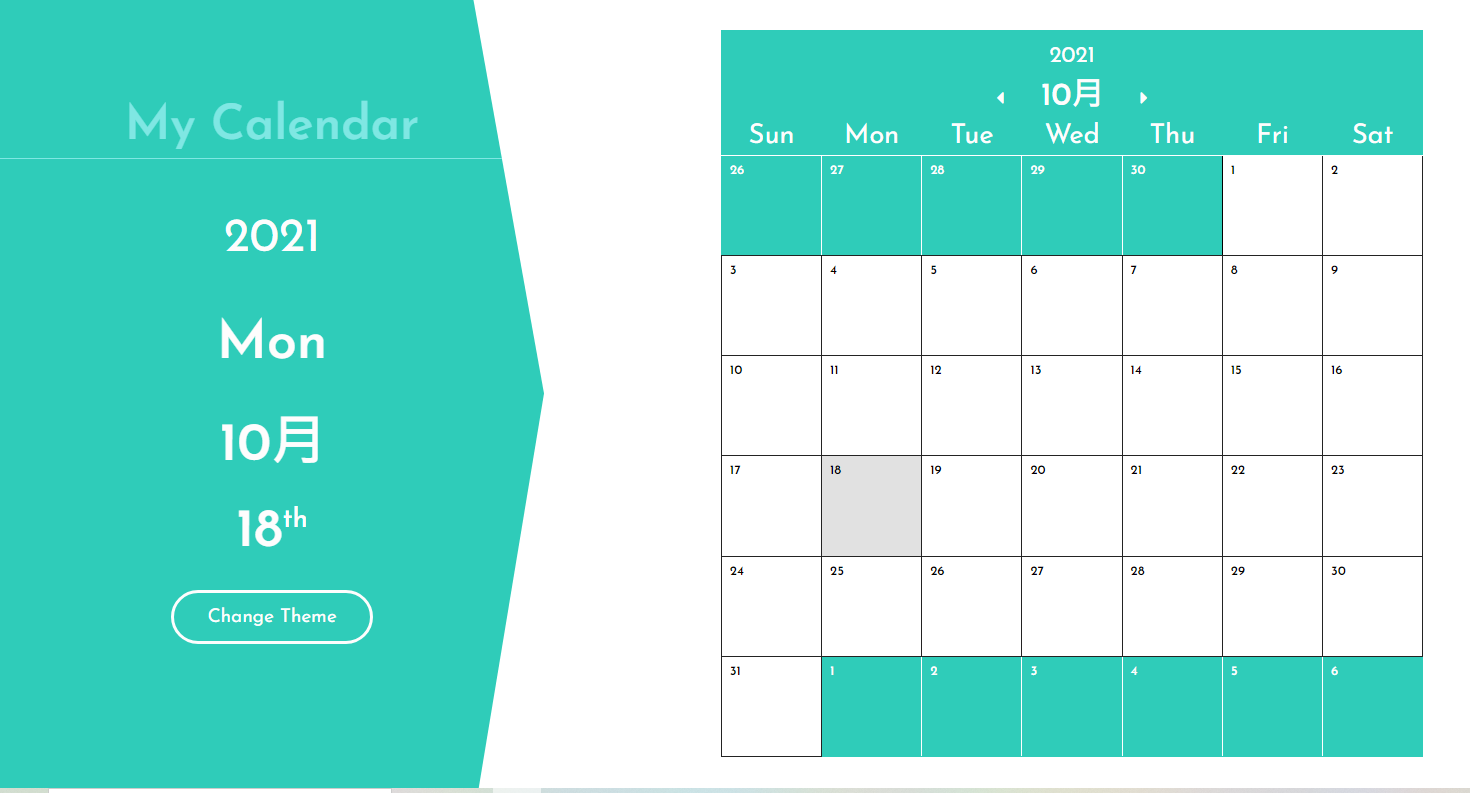 My Calendar
2021
Mon
10月
18th
Change Theme
2021
10月
Sun Mon Tue Wed Thu Fri Sat
26 27 28 29 30 1 2
3 4 5 6 7 8 9
10 11 12 13 14 15 16
17 18 19 20 21 22 23
24 25 26 27 28 29 30
31 1 2 3 4 5 6